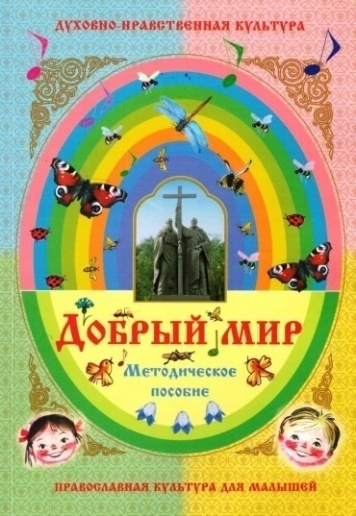 ДУХОВНО-НРАВСТВЕННАЯ КУЛЬТУРА
ДОБРЫЙ МИР
МЕТОДИЧЕСКОЕ
ПОСОБИЕ
ПРАВОСЛАВНАЯ КУЛЬТУРА ДЛЯ МАЛЫШЕЙ